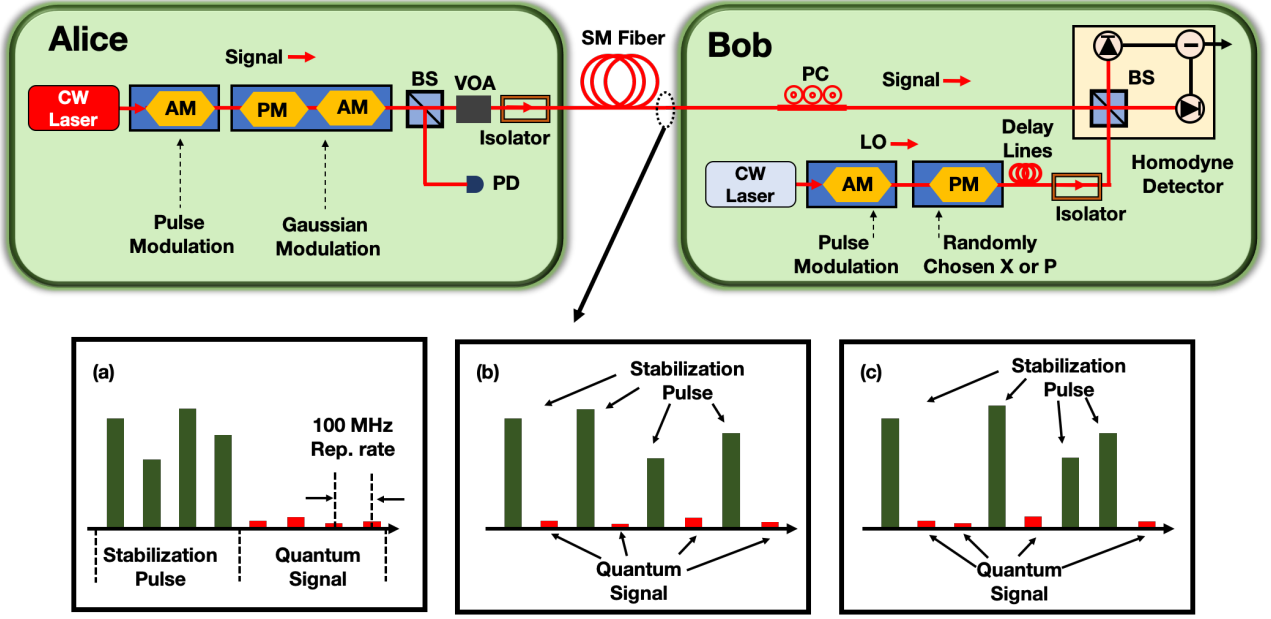 Alice
Signal
CW
Laser
AM
PM
AM
BS
VOA
Isolator
PD
Pulse
Modulation
Gaussian
Modulation
SM Fiber
Bob
PC
Signal
BS
Homodyne
Detector
LO
Delay
Lines
CW
Laser
AM
PM
Isolator
Pulse
Modulation
Randomly
Chosen X or P
(a)
100 MHz
Rep. rate
Stabilization
Pulse
Quantum
Signal
(b)
Stabilization
Pulse
Quantum
Signal
(c)
Stabilization
Pulse
Quantum
Signal